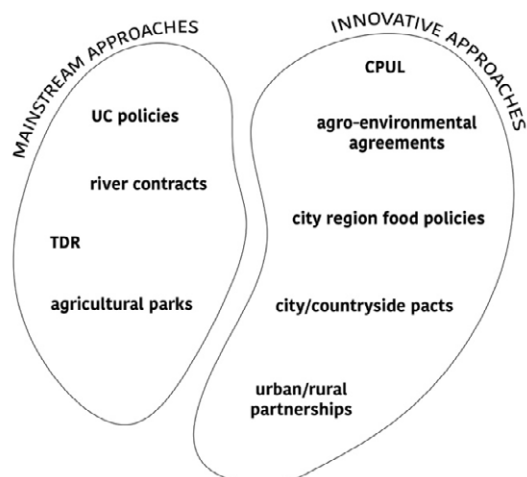 MAINSTREAM APPROACHES
UC policies
river contracts
TDR
agricultural parks
INNOVATIVE APPROACHES
CPUL
agro-environmental
agreements
city region food policies
city/countryside pacts
urban/rural
partnerships